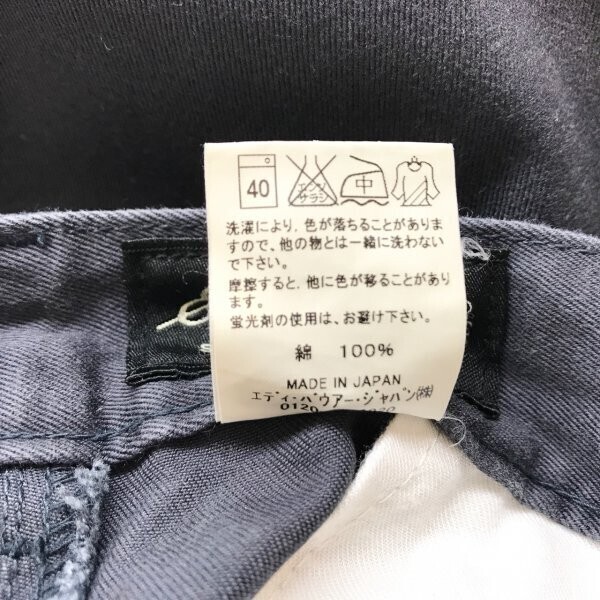 40
エンソ
サラシ
中
洗濯により、色が落ちることがありま
すので、他の物とは一緒に洗わない
で下さい。
摩擦すると、他に色が移ることがあり
ます。
蛍光剤の使用は、お避け下さい。
綿 100%
MADE IN JAPAN
エディ・バウアー・ジャパン(株)
0120